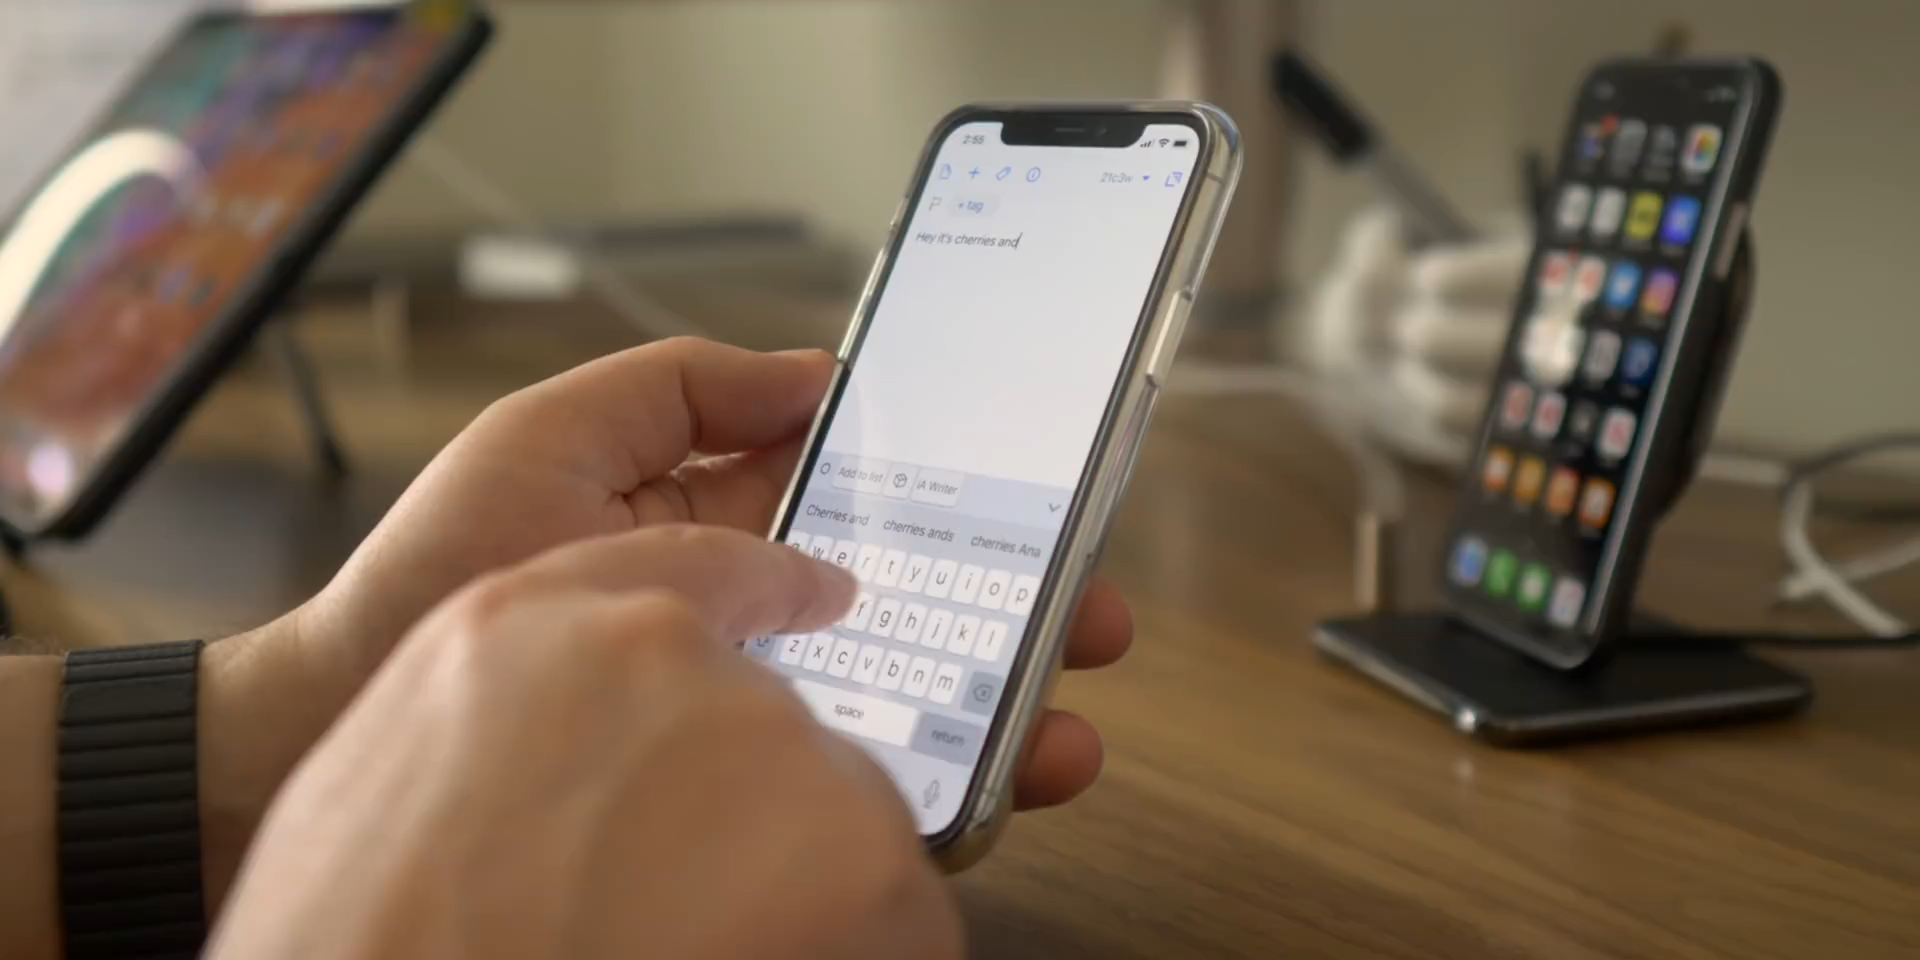 2:55
21c3w
+ tag
Hey it's cherries and
Add to list iA Writer
Cherries and cherries ands cherries Ana
w e r t y u i o p
f g h j k l
z x c v b n m
space return